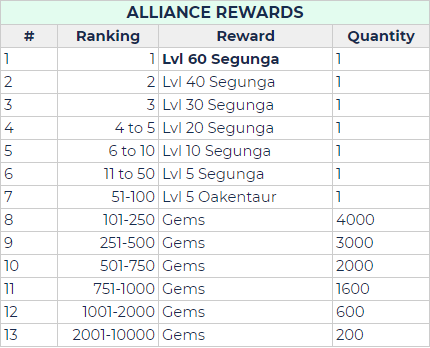 ALLIANCE REWARDS
# Ranking Reward Quantity
1 1 Lvl 60 Segunga 1
2 2 Lvl 40 Segunga 1
3 3 Lvl 30 Segunga 1
4 4 to 5 Lvl 20 Segunga 1
5 6 to 10 Lvl 10 Segunga 1
6 11 to 50 Lvl 5 Segunga 1
7 51-100 Lvl 5 Oakentaur 1
8 101-250 Gems 4000
9 251-500 Gems 3000
10 501-750 Gems 2000
11 751-1000 Gems 1600
12 1001-2000 Gems 600
13 2001-10000 Gems 200